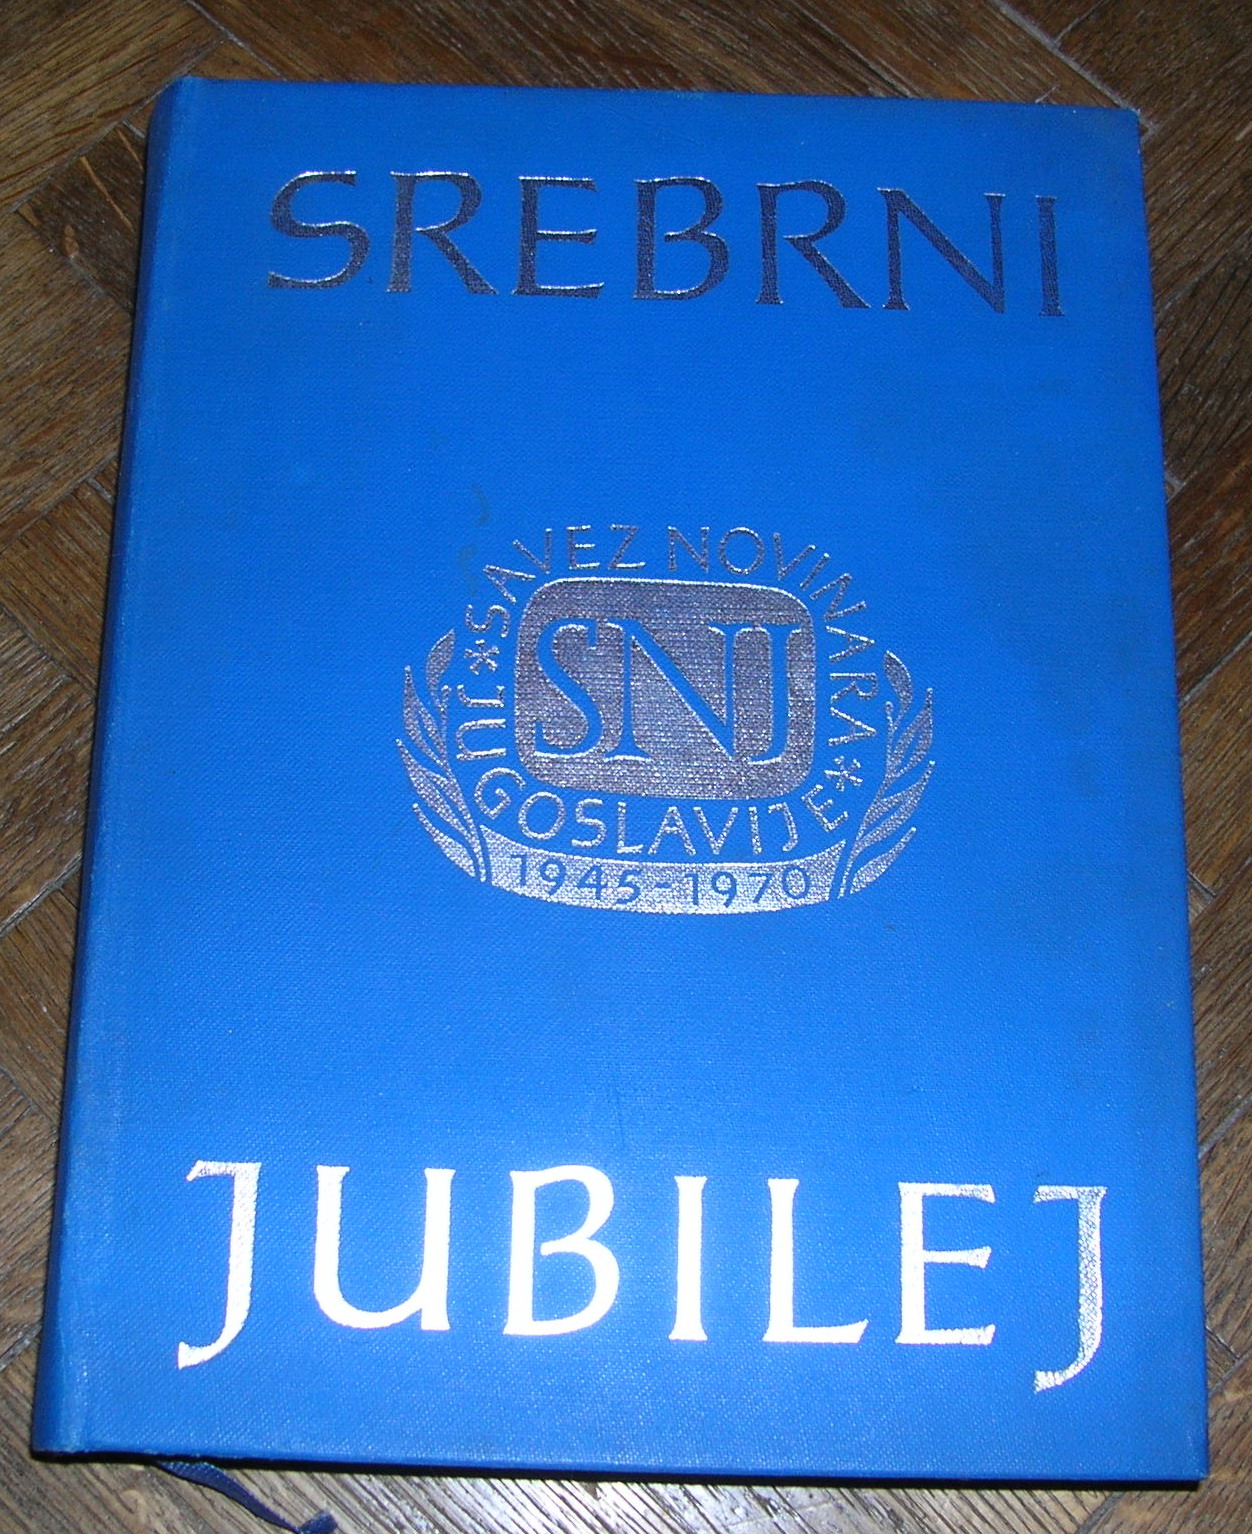 SREBRNI
*SAVEZ NOVINARA*
SNJ
JUGOSLAVIJE
1945-1970
JUBILEJ